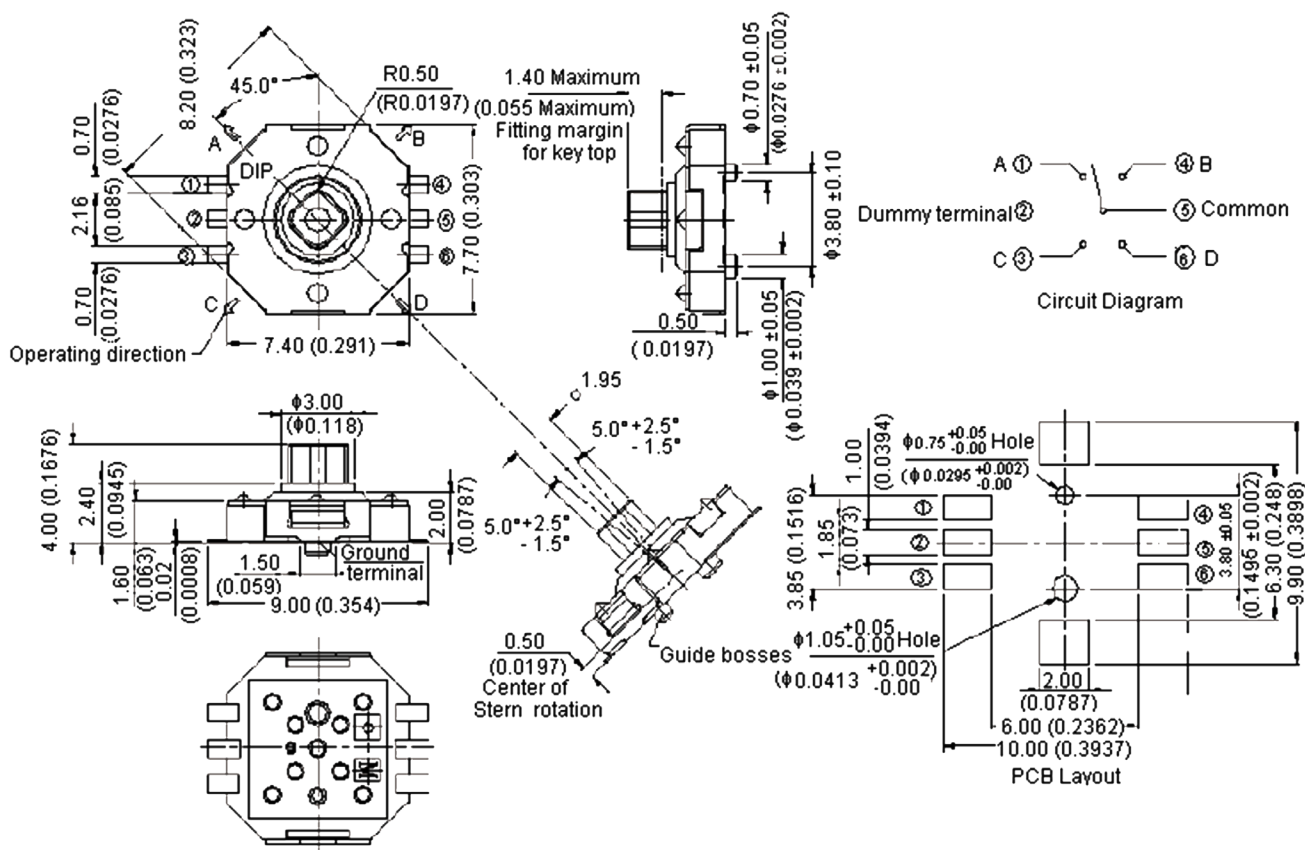 8.20 (0.323)
45.0°
R0.50
(R0.0197)
0.70
(0.0276)
A
B
DIP
①
②
③
④
⑤
⑥
2.16
(0.085)
7.70 (0.303)
0.70
(0.0276)
C
D
Operating direction
7.40 (0.291)
1.40 Maximum
(0.055 Maximum)
Fitting margin
for key top
ϕ0.70 ±0.05
(ϕ0.0276 ±0.002)
ϕ3.80 ±0.10
0.50
(0.0197)
ϕ1.00 ±0.05
(ϕ0.039 ±0.002)
A ①
④ B
Dummy terminal ②
⑤ Common
C ③
⑥ D
Circuit Diagram
ϕ3.00
(ϕ0.118)
4.00 (0.1676)
2.40
(0.0945)
1.60
(0.063)
0.02
(0.0008)
2.00
(0.0787)
Ground
terminal
1.50
(0.059)
9.00 (0.354)
1.95
5.0° +2.5°
- 1.5°
5.0° +2.5°
- 1.5°
0.50
(0.0197)
Center of
Stern rotation
Guide bosses
ϕ0.75 +0.05 -0.00 Hole
(ϕ0.0295 +0.002) -0.00
1.00
(0.0394)
①
②
③
④
⑤
⑥
3.85 (0.1516)
1.85
(0.073)
3.80 ±0.05
(0.1496 ±0.002)
6.30 (0.248)
9.90 (0.3898)
ϕ1.05 +0.05 -0.00 Hole
(ϕ0.0413 +0.002) -0.00
2.00
(0.0787)
6.00 (0.2362)
10.00 (0.3937)
PCB Layout
M